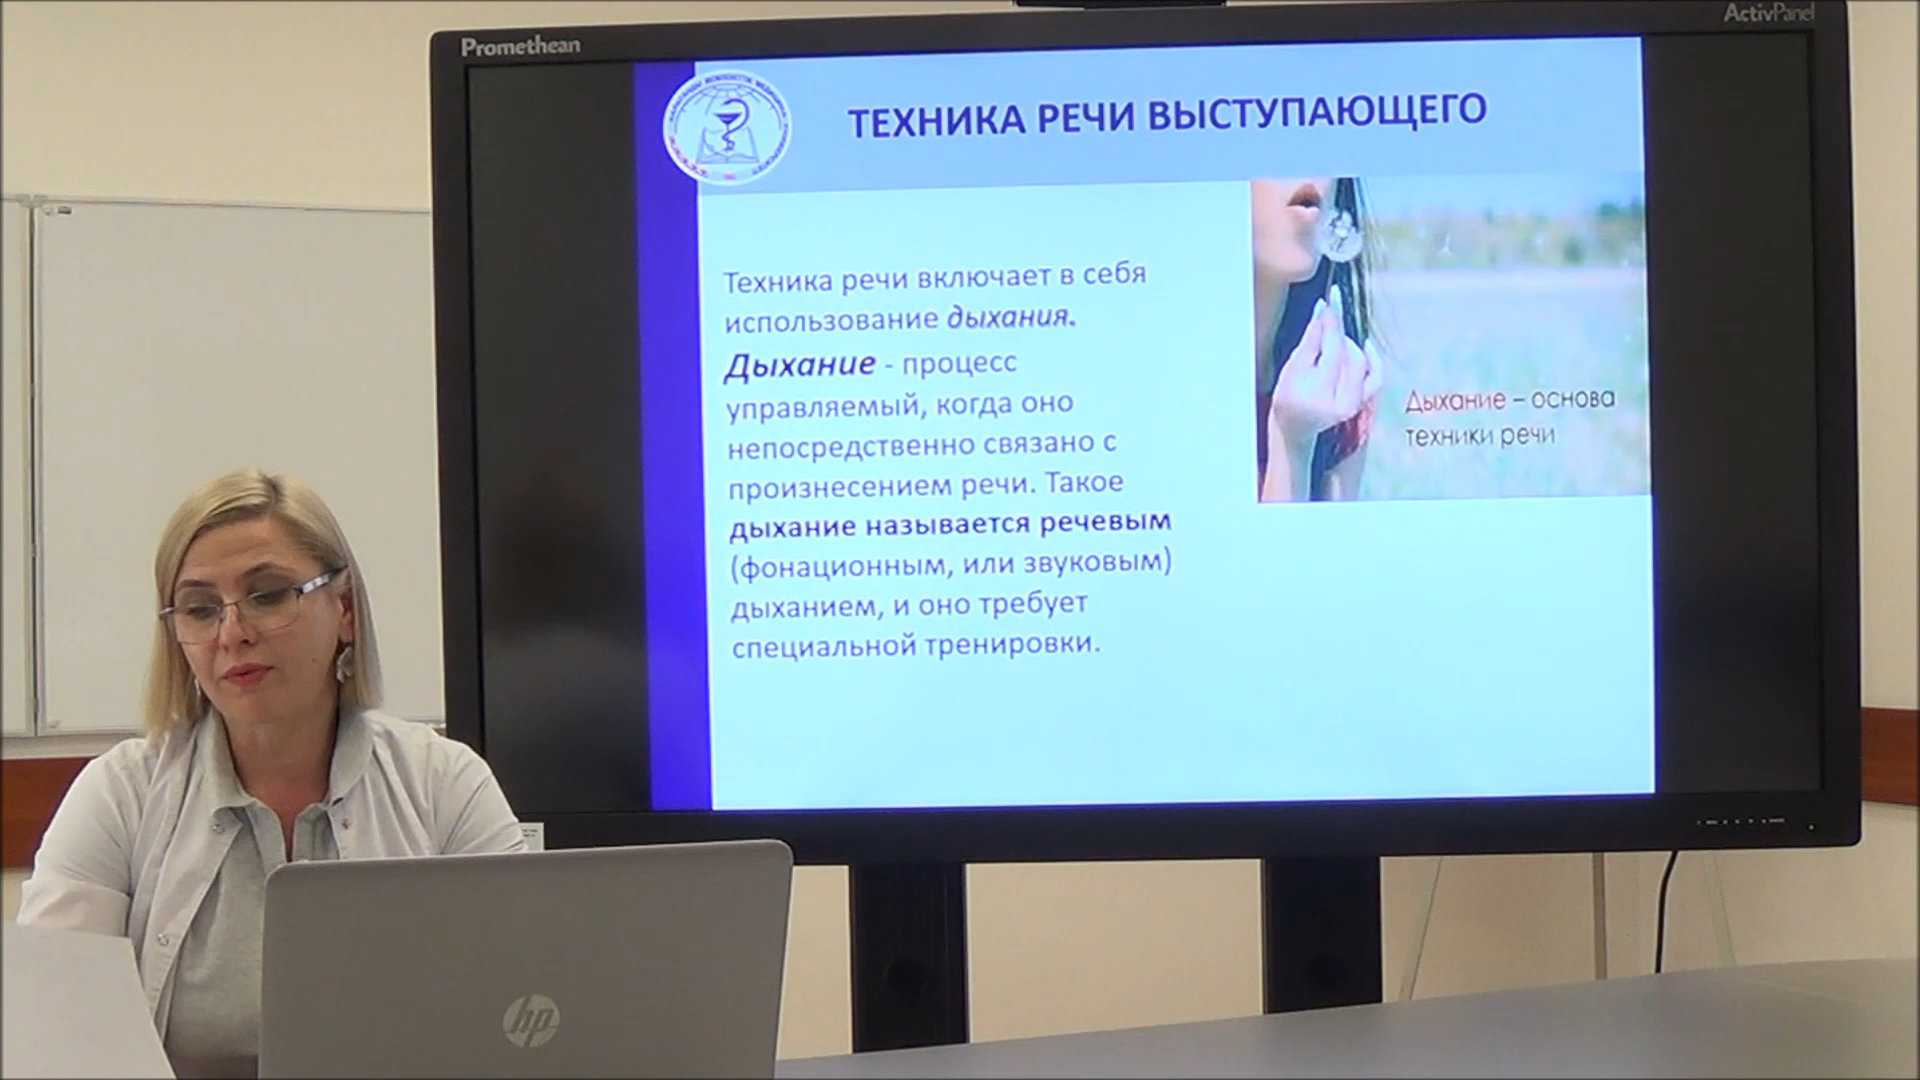 Promethean
ActivPanel
ТЕХНИКА РЕЧИ ВЫСТУПАЮЩЕГО
Техника речи включает в себя
использование дыхания.
Дыхание - процесс
управляемый, когда оно
непосредственно связано с
произнесением речи. Такое
дыхание называется речевым
(фонационным, или звуковым)
дыханием, и оно требует
специальной тренировки.
Дыхание – основа
техники речи
hp